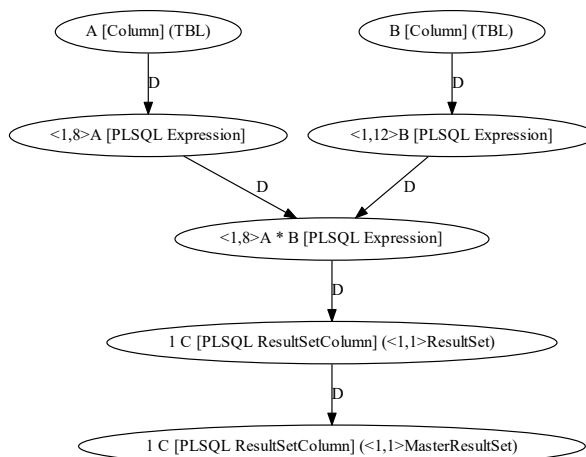 A [Column] (TBL)
B [Column] (TBL)
D
D
<1,8>A [PLSQL Expression]
<1,12>B [PLSQL Expression]
D
D
<1,8>A * B [PLSQL Expression]
D
1 C [PLSQL ResultSetColumn] (<1,1>ResultSet)
D
1 C [PLSQL ResultSetColumn] (<1,1>MasterResultSet)